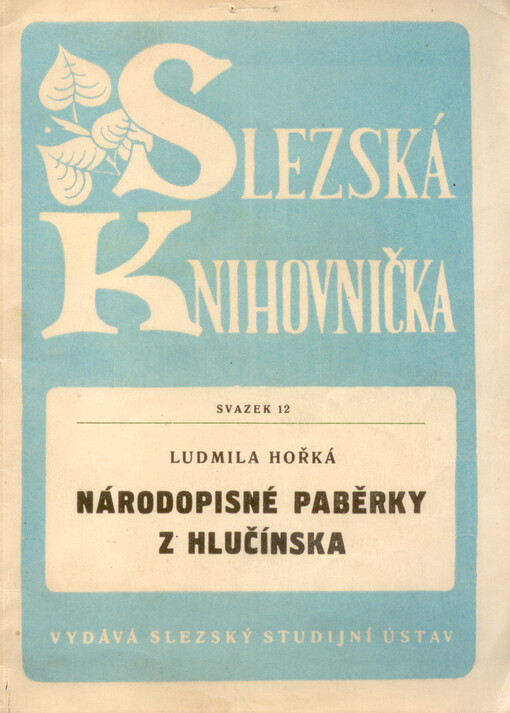 SLEZSKÁ
KNIHOVNIČKA
SVAZEK 12
LUDMILA HOŘKÁ
NÁRODOPISNÉ PABĚRKY
Z HLUČÍNSKA
VYDÁVÁ SLEZSKÝ STUDIJNÍ ÚSTAV